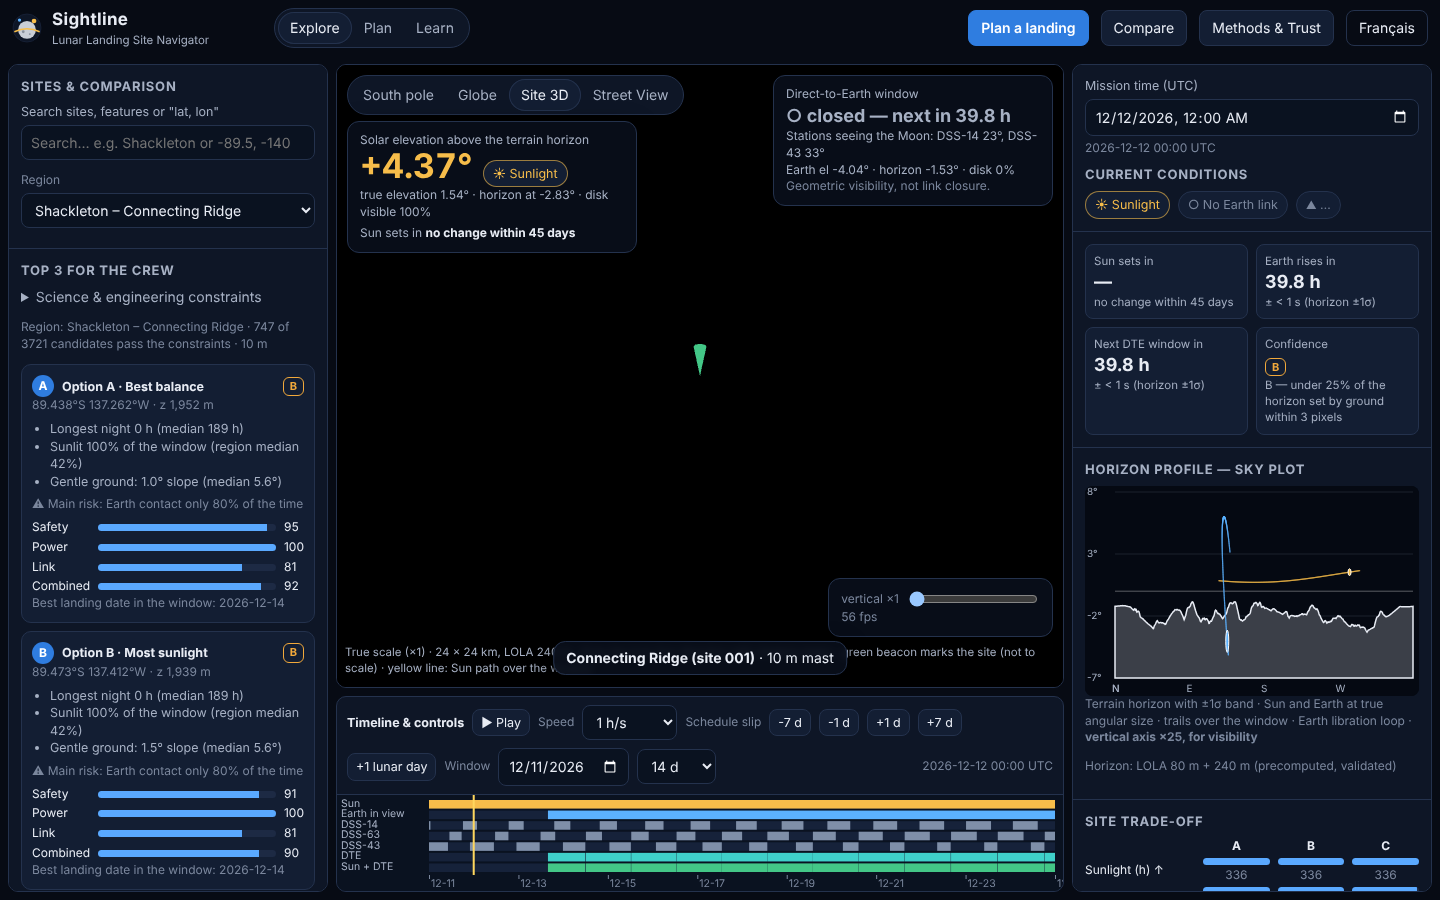 Sightline
Lunar Landing Site Navigator
Explore
Plan
Learn
Plan a landing
Compare
Methods & Trust
Français
SITES & COMPARISON
Search sites, features or "lat, lon"
Search... e.g. Shackleton or -89.5, -140
Region
Shackleton – Connecting Ridge
TOP 3 FOR THE CREW
▶ Science & engineering constraints
Region: Shackleton – Connecting Ridge · 747 of
3721 candidates pass the constraints · 10 m
A Option A · Best balance B
89.438°S 137.262°W · z 1,952 m
• Longest night 0 h (median 189 h)
• Sunlit 100% of the window (region median
42%)
• Gentle ground: 1.0° slope (median 5.6°)
⚠ Main risk: Earth contact only 80% of the time
Safety 95
Power 100
Link 81
Combined 92
Best landing date in the window: 2026-12-14
B Option B · Most sunlight B
89.473°S 137.412°W · z 1,939 m
• Longest night 0 h (median 189 h)
• Sunlit 100% of the window (region median
42%)
• Gentle ground: 1.5° slope (median 5.6°)
⚠ Main risk: Earth contact only 80% of the time
Safety 91
Power 100
Link 81
Combined 90
Best landing date in the window: 2026-12-14
South pole
Globe
Site 3D
Street View
Solar elevation above the terrain horizon
+4.37° ☀ Sunlight
true elevation 1.54° · horizon at -2.83° · disk
visible 100%
Sun sets in no change within 45 days
Direct-to-Earth window
○ closed — next in 39.8 h
Stations seeing the Moon: DSS-14 23°, DSS-
43 33°
Earth el -4.04° · horizon -1.53° · disk 0%
Geometric visibility, not link closure.
vertical ×1
56 fps
True scale (×1) · 24 × 24 km, LOLA 240
reen beacon marks the site (not to
scale) · yellow line: Sun path over the w
Connecting Ridge (site 001) · 10 m mast
Timeline & controls
▶ Play
Speed
1 h/s
Schedule slip
-7 d
-1 d
+1 d
+7 d
+1 lunar day
Window
12/11/2026
14 d
2026-12-12 00:00 UTC
Sun
Earth in view
DSS-14
DSS-63
DSS-43
DTE
Sun + DTE
12-11 12-13 12-15 12-17 12-19 12-21 12-23
Mission time (UTC)
12/12/2026, 12:00 AM
2026-12-12 00:00 UTC
CURRENT CONDITIONS
☀ Sunlight
○ No Earth link
▲ ...
Sun sets in
—
no change within 45 days
Earth rises in
39.8 h
± < 1 s (horizon ±1σ)
Next DTE window in
39.8 h
± < 1 s (horizon ±1σ)
Confidence
B
B — under 25% of the
horizon set by ground
within 3 pixels
HORIZON PROFILE — SKY PLOT
8°
3°
-2°
-7°
N E S W
Terrain horizon with ±1σ band · Sun and Earth at true
angular size · trails over the window · Earth libration loop ·
vertical axis ×25, for visibility
Horizon: LOLA 80 m + 240 m (precomputed, validated)
SITE TRADE-OFF
A B C
Sunlight (h) ↑ 336 336 336